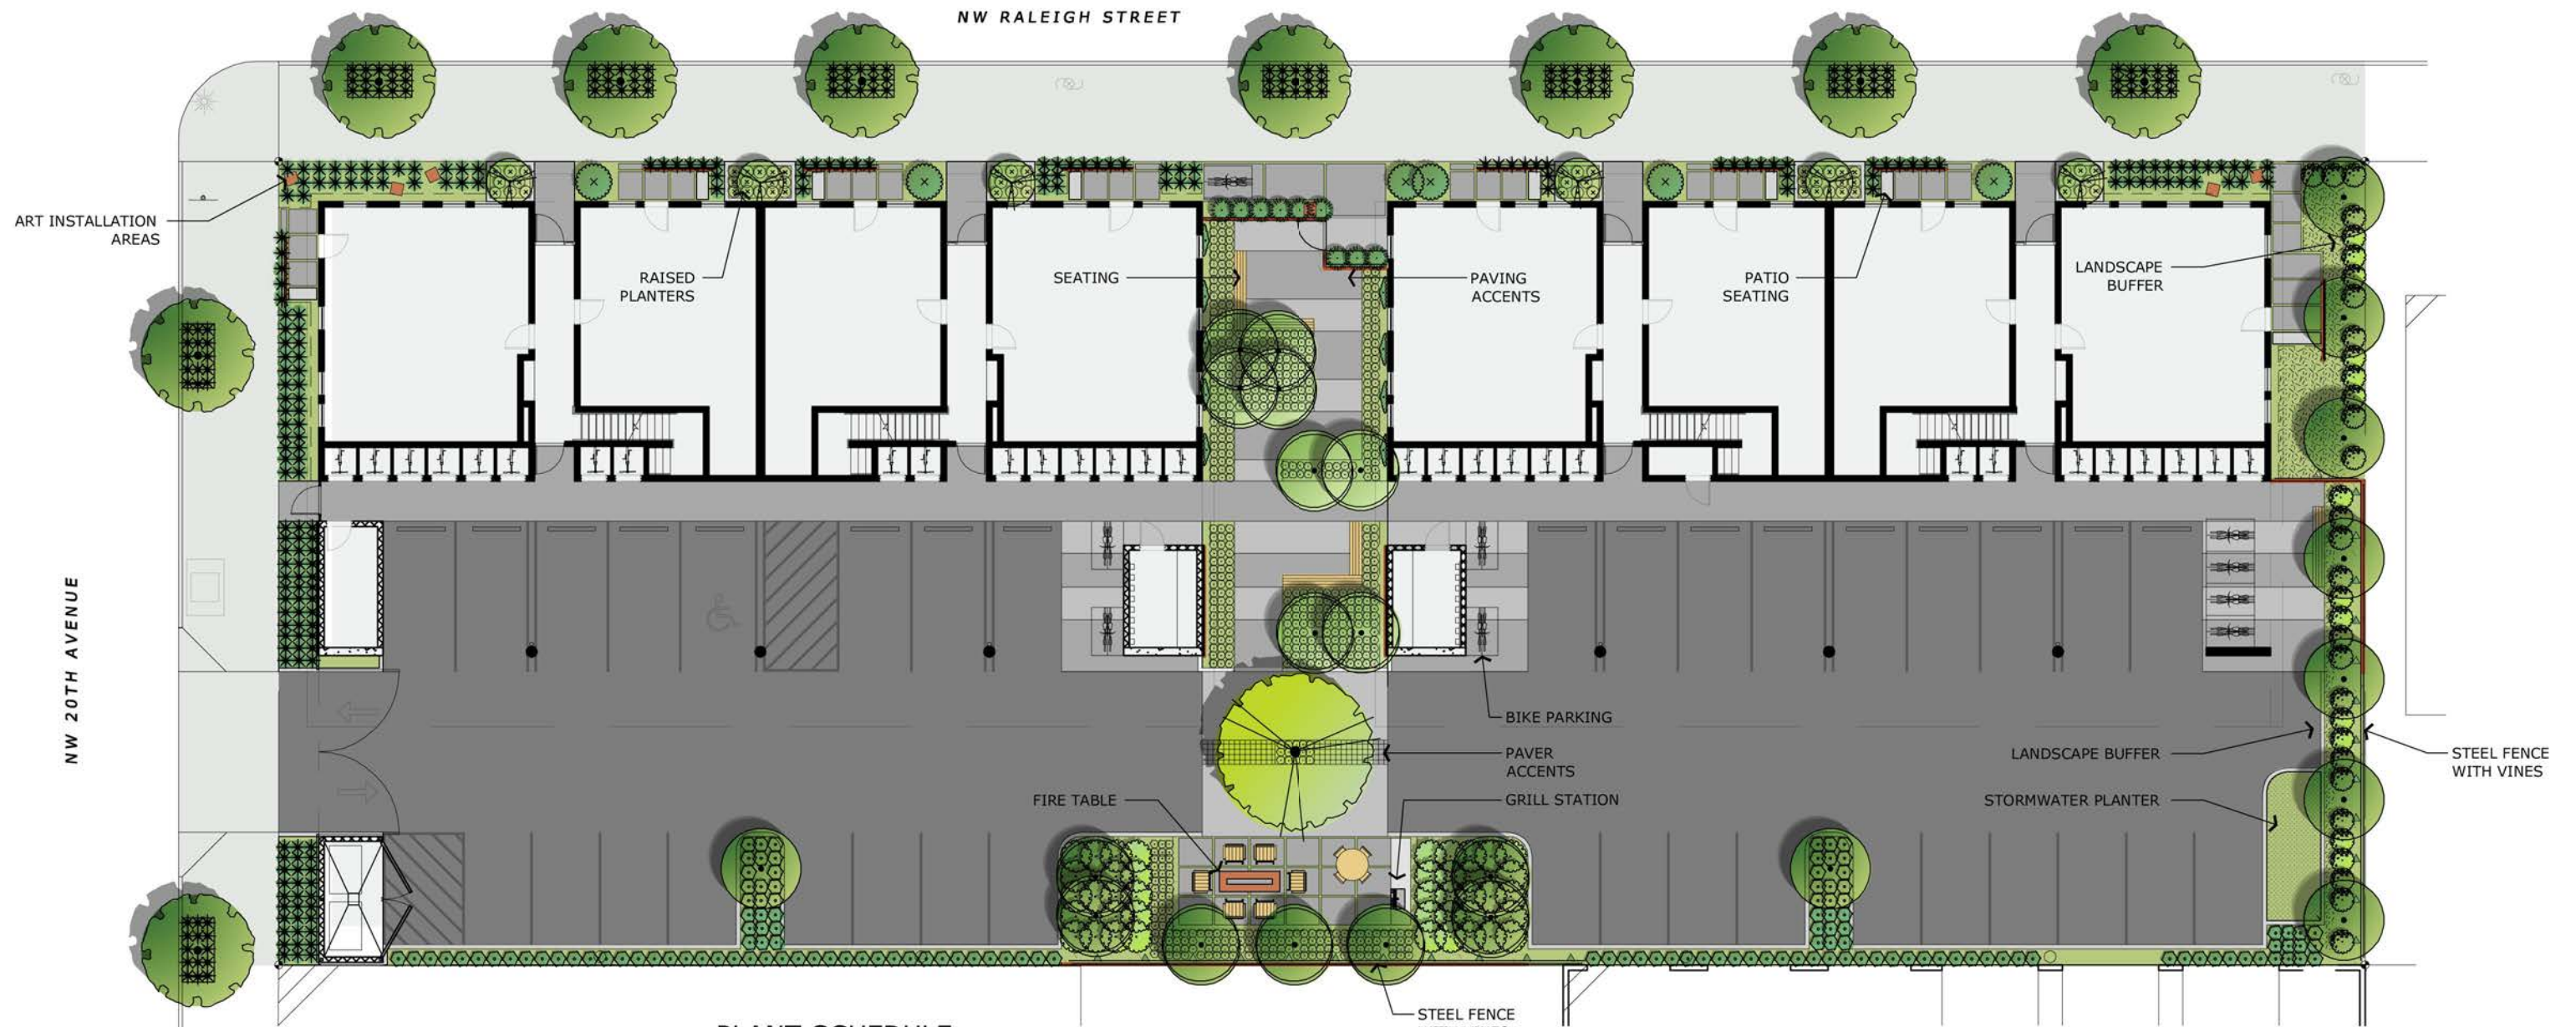 NW RALEIGH STREET
ART INSTALLATION
AREAS
RAISED
PLANTERS
SEATING
PAVING
ACCENTS
PATIO
SEATING
LANDSCAPE
BUFFER
NW 20TH AVENUE
BIKE PARKING
PAVER
ACCENTS
FIRE TABLE
GRILL STATION
LANDSCAPE BUFFER
STORMWATER PLANTER
STEEL FENCE
WITH VINES
STEEL FENCE